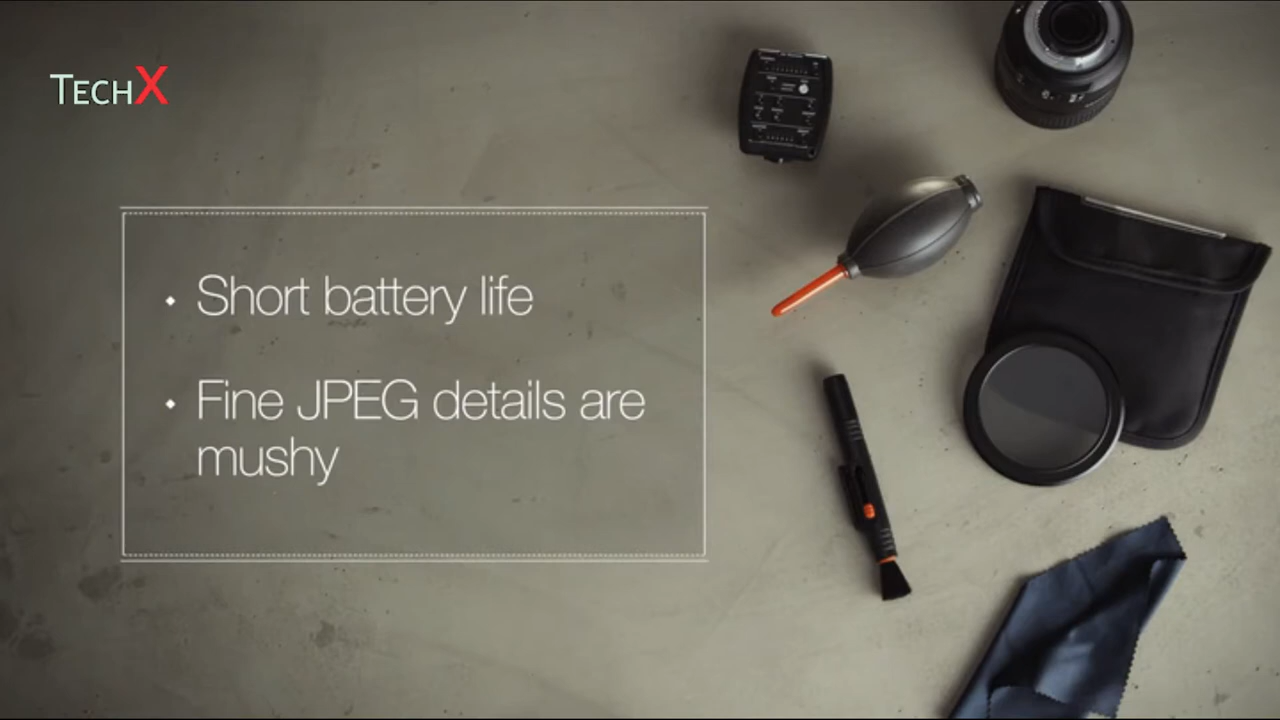 TECHX
• Short battery life
• Fine JPEG details are
mushy